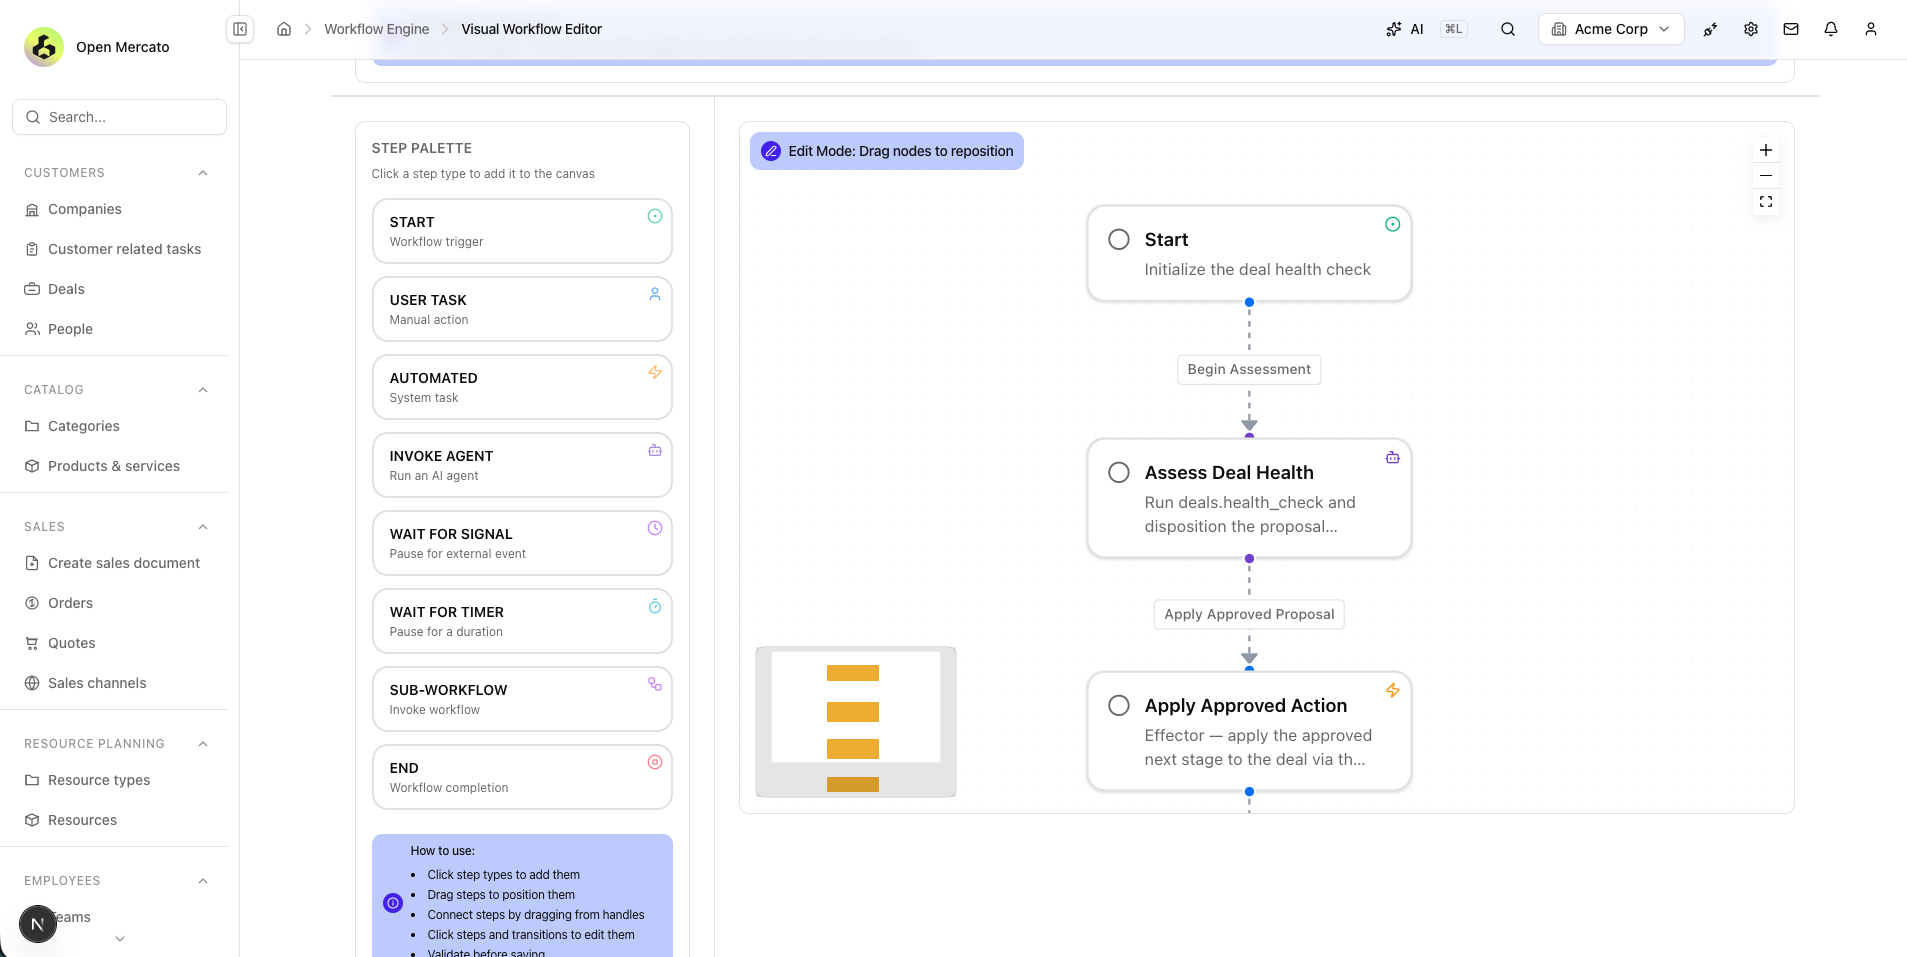 Open Mercato
Search...
CUSTOMERS
Companies
Customer related tasks
Deals
People
CATALOG
Categories
Products & services
SALES
Create sales document
Orders
Quotes
Sales channels
RESOURCE PLANNING
Resource types
Resources
EMPLOYEES
Teams
N
Workflow Engine
Visual Workflow Editor
AI
⌘L
Acme Corp
STEP PALETTE
Click a step type to add it to the canvas
START
Workflow trigger
USER TASK
Manual action
AUTOMATED
System task
INVOKE AGENT
Run an AI agent
WAIT FOR SIGNAL
Pause for external event
WAIT FOR TIMER
Pause for a duration
SUB-WORKFLOW
Invoke workflow
END
Workflow completion
How to use:
• Click step types to add them
• Drag steps to position them
• Connect steps by dragging from handles
• Click steps and transitions to edit them
• Validate before saving
Edit Mode: Drag nodes to reposition
Start
Initialize the deal health check
Begin Assessment
Assess Deal Health
Run deals.health_check and
disposition the proposal...
Apply Approved Proposal
Apply Approved Action
Effector — apply the approved
next stage to the deal via th...